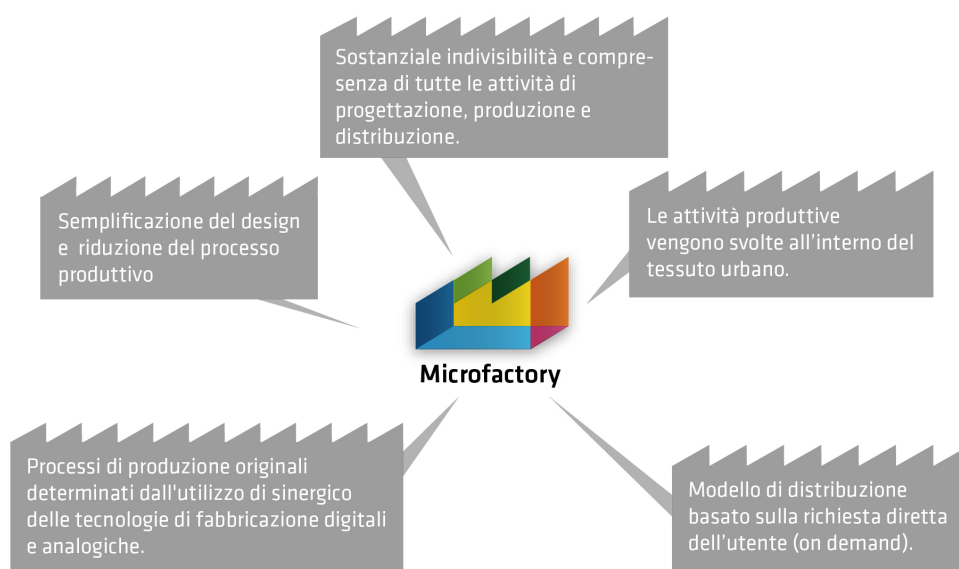 Sostanziale indivisibilità e compre-
senza di tutte le attività di
progettazione, produzione e
distribuzione.
Semplificazione del design
e riduzione del processo
produttivo
Le attività produttive
vengono svolte all'interno del
tessuto urbano.
Microfactory
Processi di produzione originali
determinati dall'utilizzo di sinergico
delle tecnologie di fabbricazione digitali
e analogiche.
Modello di distribuzione
basato sulla richiesta diretta
dell'utente (on demand).